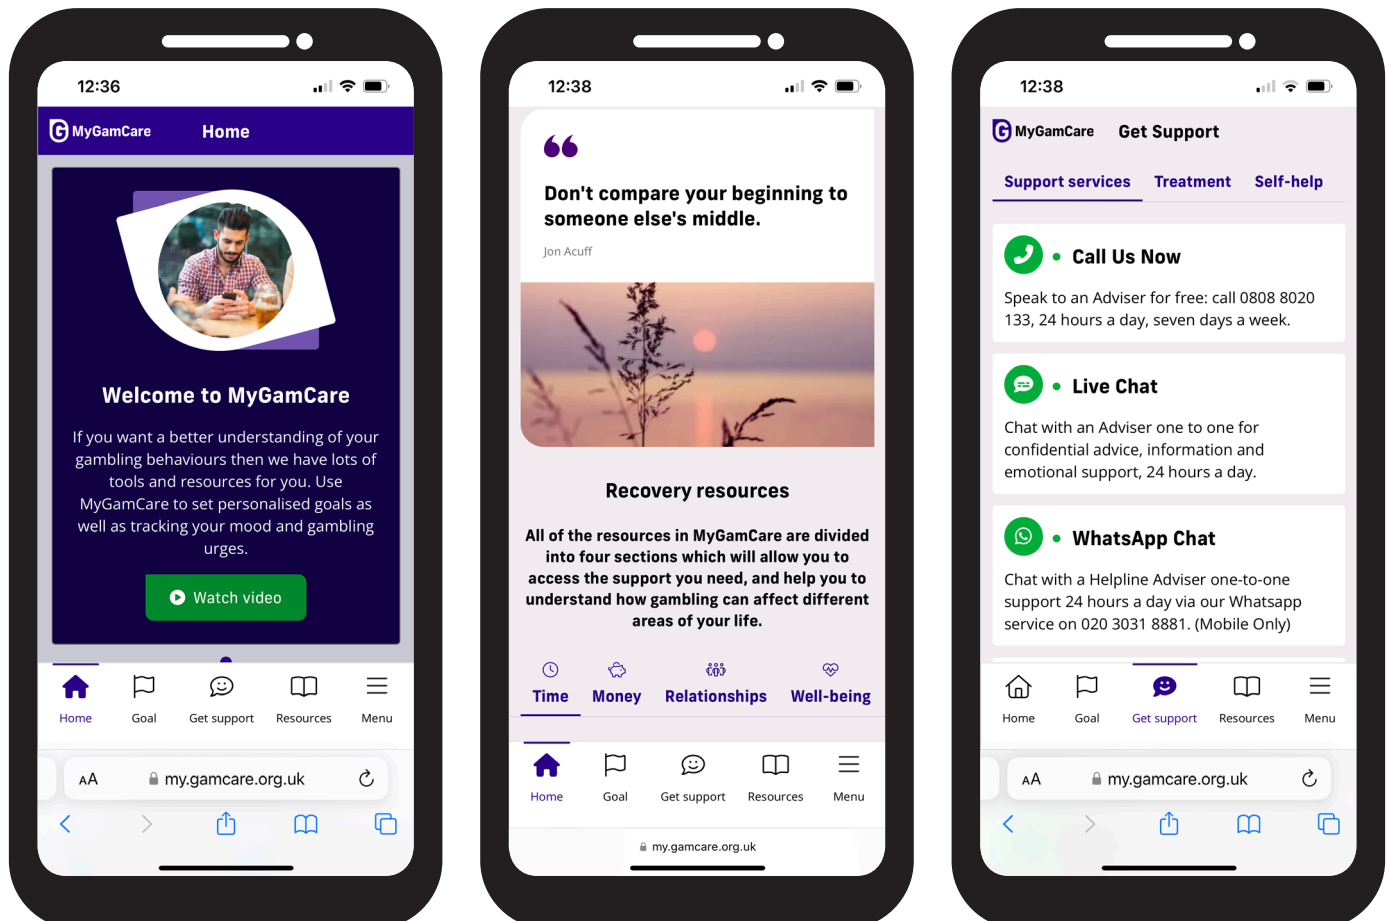 12:36
MyGamCare
Home
Welcome to MyGamCare
If you want a better understanding of your
gambling behaviours then we have lots of
tools and resources for you. Use
MyGamCare to set personalised goals as
well as tracking your mood and gambling
urges.
Watch video
Home
Goal
Get support
Resources
Menu
AA
my.gamcare.org.uk
12:38
Don't compare your beginning to
someone else's middle.
Jon Acuff
Recovery resources
All of the resources in MyGamCare are divided
into four sections which will allow you to
access the support you need, and help you to
understand how gambling can affect different
areas of your life.
Time
Money
Relationships
Well-being
Home
Goal
Get support
Resources
Menu
my.gamcare.org.uk
12:38
MyGamCare
Get Support
Support services
Treatment
Self-help
Call Us Now
Speak to an Adviser for free: call 0808 8020
133, 24 hours a day, seven days a week.
Live Chat
Chat with an Adviser one to one for
confidential advice, information and
emotional support, 24 hours a day.
WhatsApp Chat
Chat with a Helpline Adviser one-to-one
support 24 hours a day via our Whatsapp
service on 020 3031 8881. (Mobile Only)
Home
Goal
Get support
Resources
Menu
AA
my.gamcare.org.uk